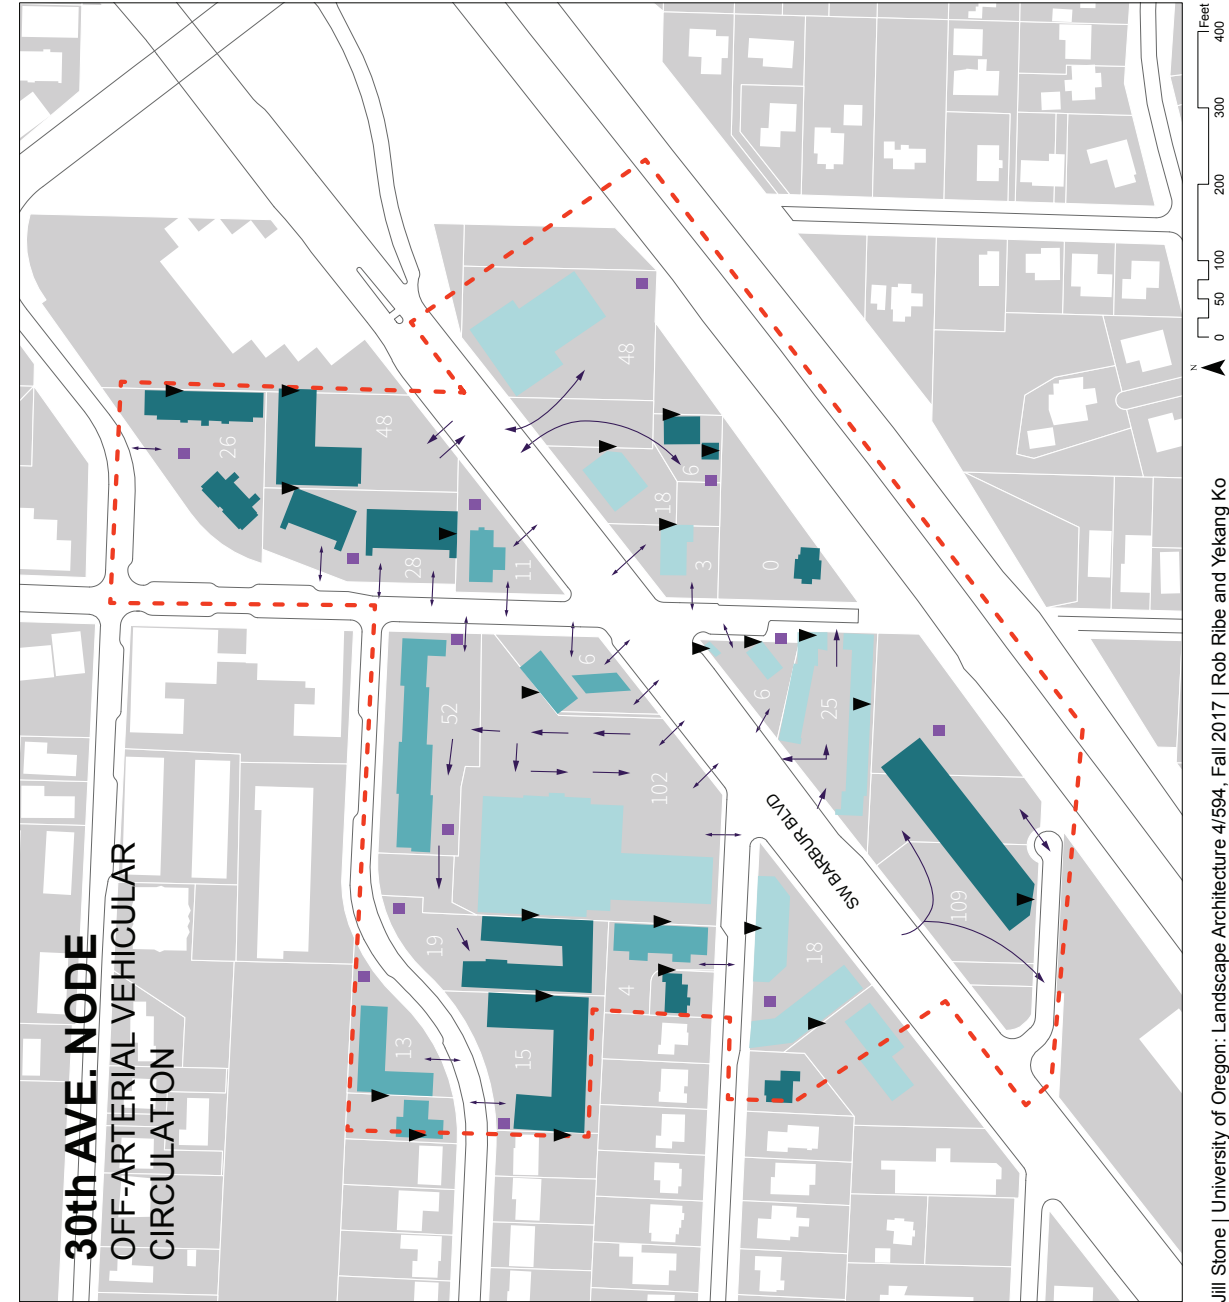 30th AVE. NODE
OFF-ARTERIAL VEHICULAR
CIRCULATION
13
15
19
4
18
109
52
102
6
6
25
26
48
28
11
48
18
6
3
0
SW BARBUR BLVD
N
0 50 100 200 300 400
Feet
Jill Stone | University of Oregon: Landscape Architecture 4/594, Fall 2017 | Rob Ribe and Yekang Ko